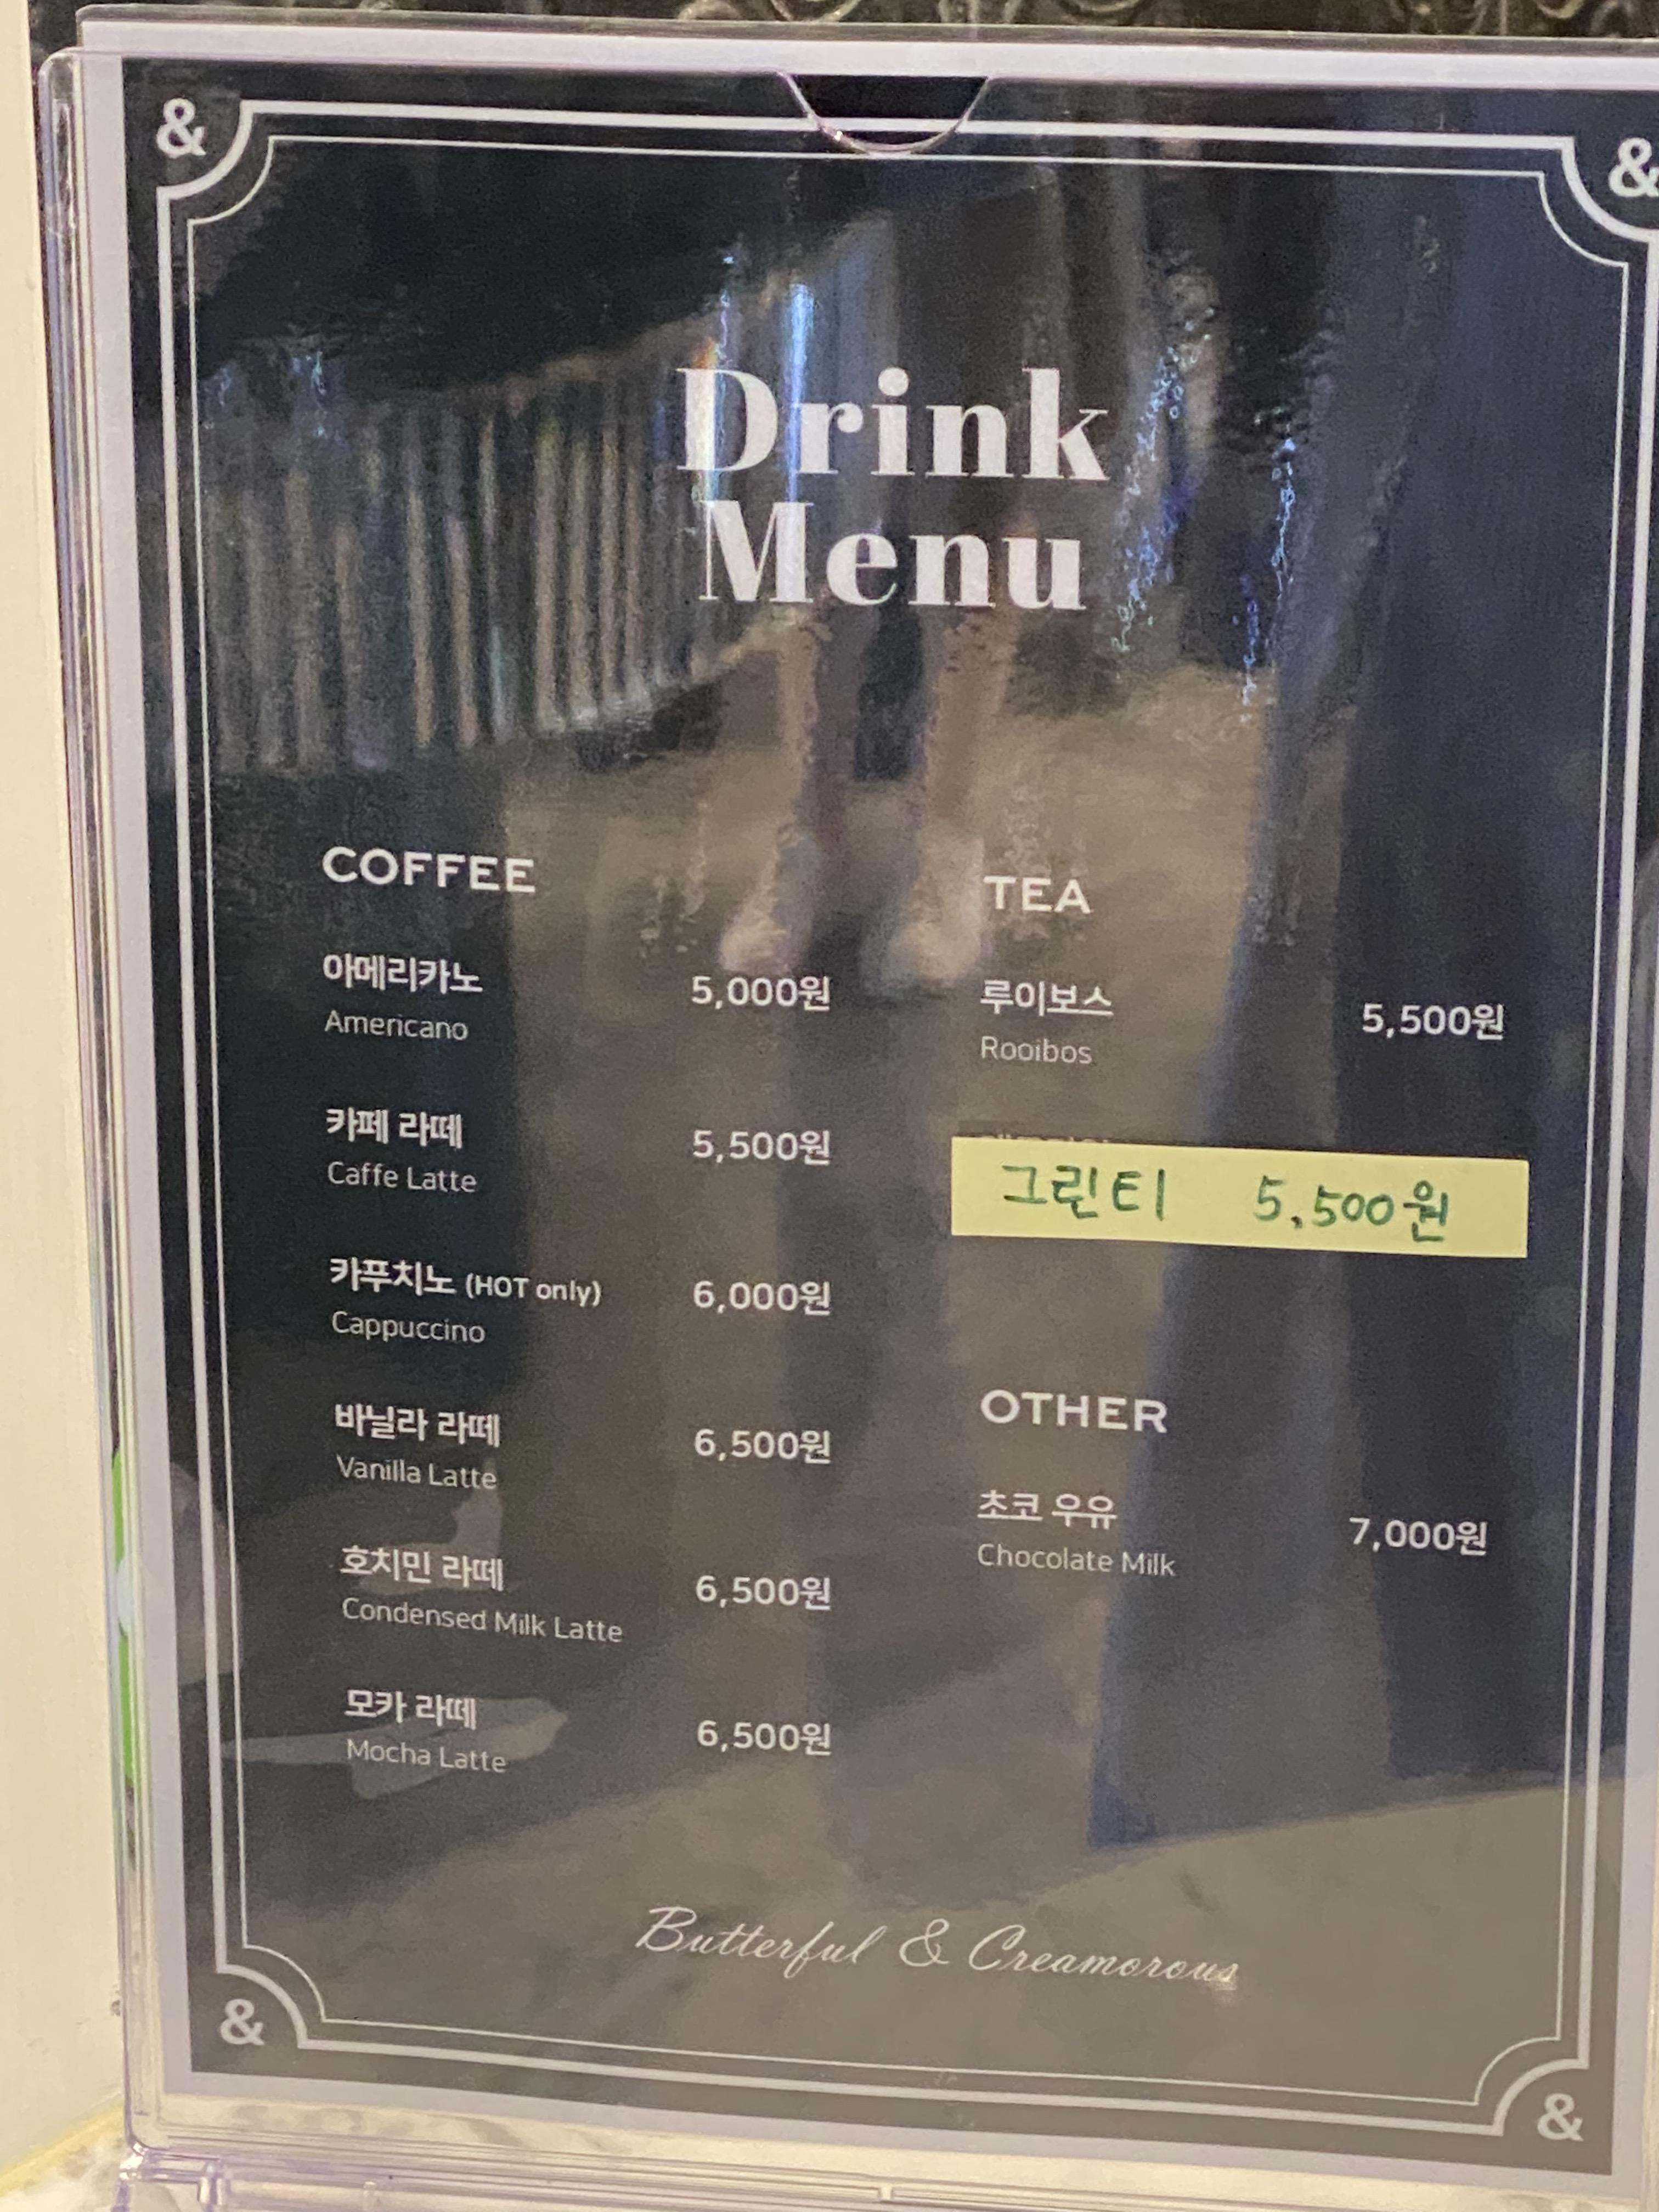 &
&
Drink
Menu
COFFEE
아메리카노 5,000원
Americano
카페 라떼 5,500원
Caffe Latte
카푸치노 (HOT only) 6,000원
Cappuccino
바닐라 라떼 6,500원
Vanilla Latte
호치민 라떼 6,500원
Condensed Milk Latte
모카 라떼 6,500원
Mocha Latte
TEA
루이보스 5,500원
Rooibos
그린티 5,500원
OTHER
초코 우유 7,000원
Chocolate Milk
Butterful & Creamorous
&
&